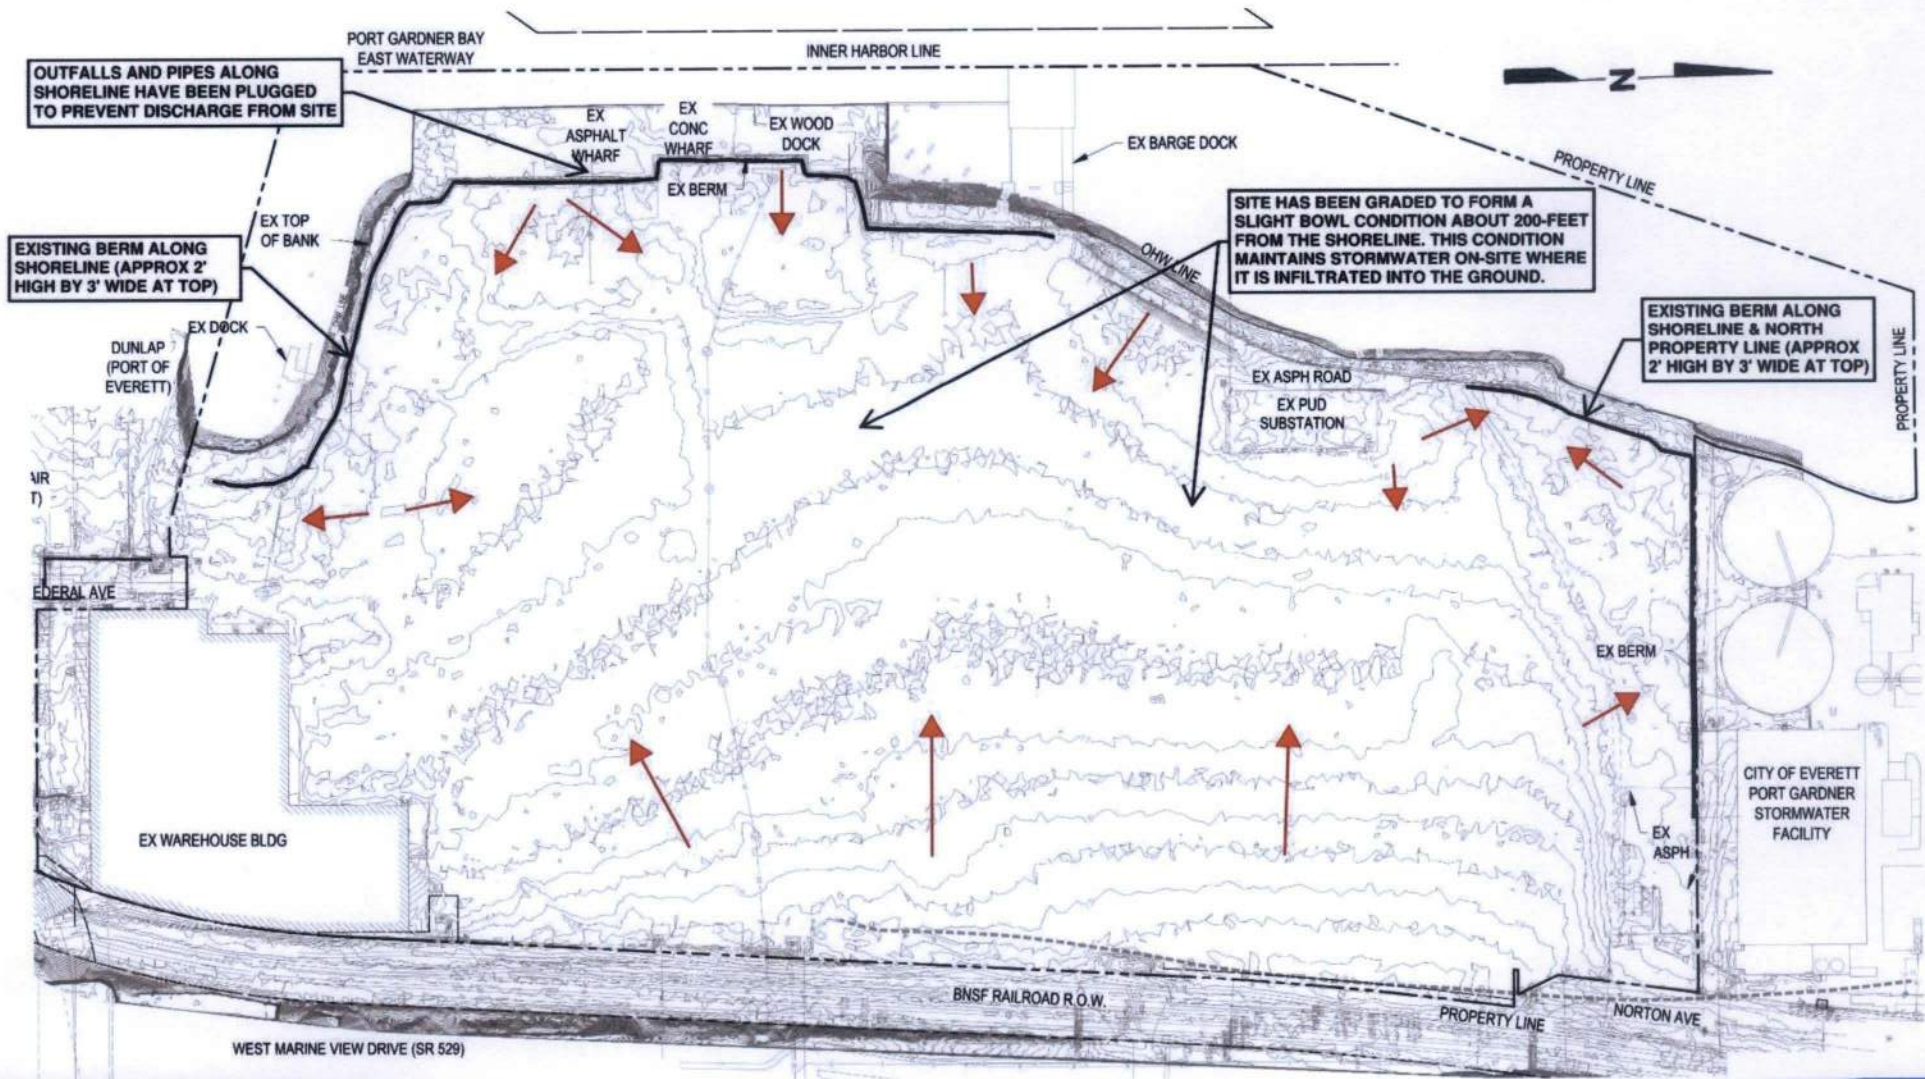 PORT GARDNER BAY
EAST WATERWAY
INNER HARBOR LINE
OUTFALLS AND PIPES ALONG
SHORELINE HAVE BEEN PLUGGED
TO PREVENT DISCHARGE FROM SITE
N
EX
ASPHALT
WHARF
EX
CONC
WHARF
EX WOOD
DOCK
EX BARGE DOCK
PROPERTY LINE
EX BERM
SITE HAS BEEN GRADED TO FORM A
SLIGHT BOWL CONDITION ABOUT 200-FEET
FROM THE SHORELINE. THIS CONDITION
MAINTAINS STORMWATER ON-SITE WHERE
IT IS INFILTRATED INTO THE GROUND.
EX TOP
OF BANK
EXISTING BERM ALONG
SHORELINE (APPROX 2'
HIGH BY 3' WIDE AT TOP)
OHW LINE
OHW LINE
EXISTING BERM ALONG
SHORELINE & NORTH
PROPERTY LINE (APPROX
2' HIGH BY 3' WIDE AT TOP)
PROPERTY LINE
EX DOCK
DUNLAP
(PORT OF
EVERETT)
EX ASPH ROAD
EX PUD
SUBSTATION
AIR
T)
EDERAL AVE
EX BERM
EX WAREHOUSE BLDG
EX
ASPH
CITY OF EVERETT
PORT GARDNER
STORMWATER
FACILITY
BNSF RAILROAD R.O.W.
PROPERTY LINE
NORTON AVE
WEST MARINE VIEW DRIVE (SR 529)